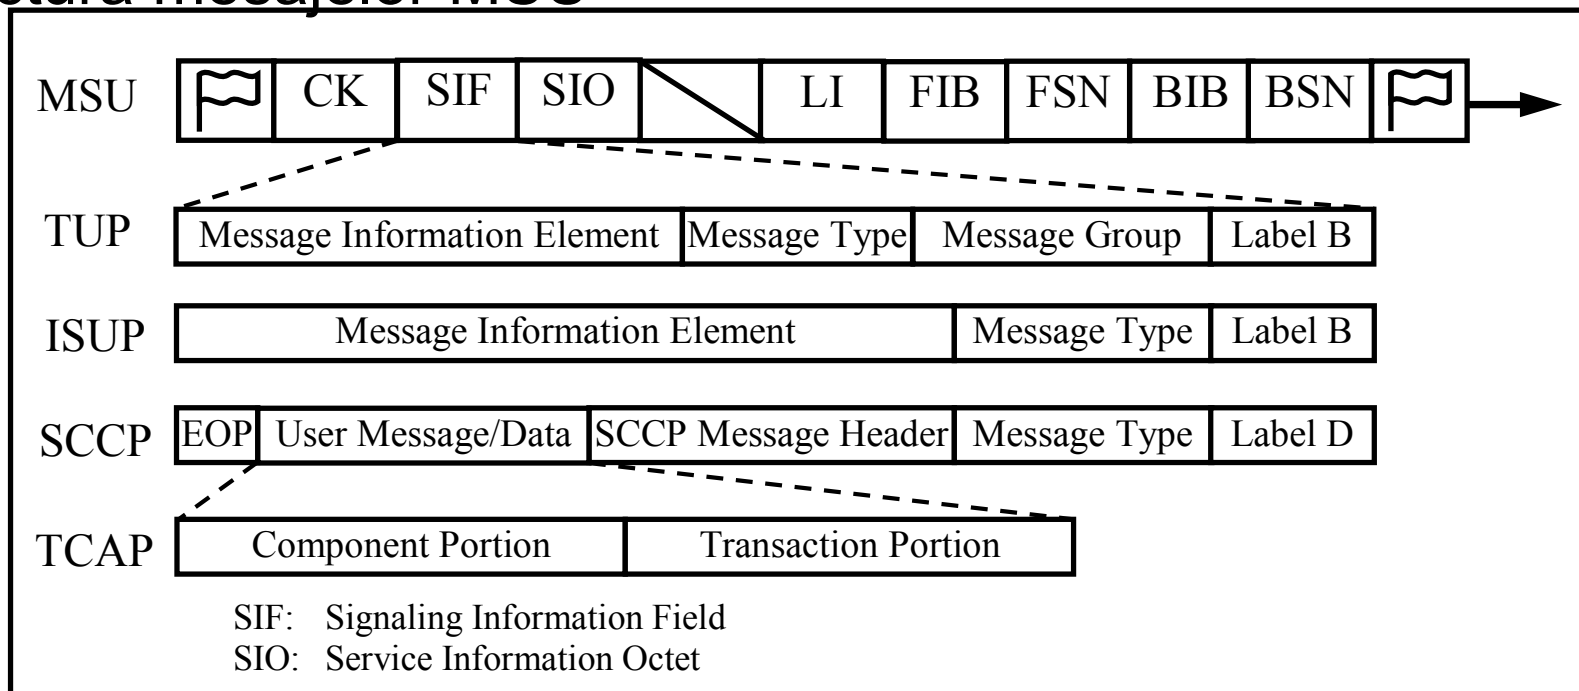 mesajelor
MSU CK SIF SIO LI FIB FSN BIB BSN
TUP Message Information Element Message Type Message Group Label B
ISUP Message Information Element Message Type Label B
SCCP EOP User Message/Data SCCP Message Header Message Type Label D
TCAP Component Portion Transaction Portion
SIF: Signaling Information Field
SIO: Service Information Octet